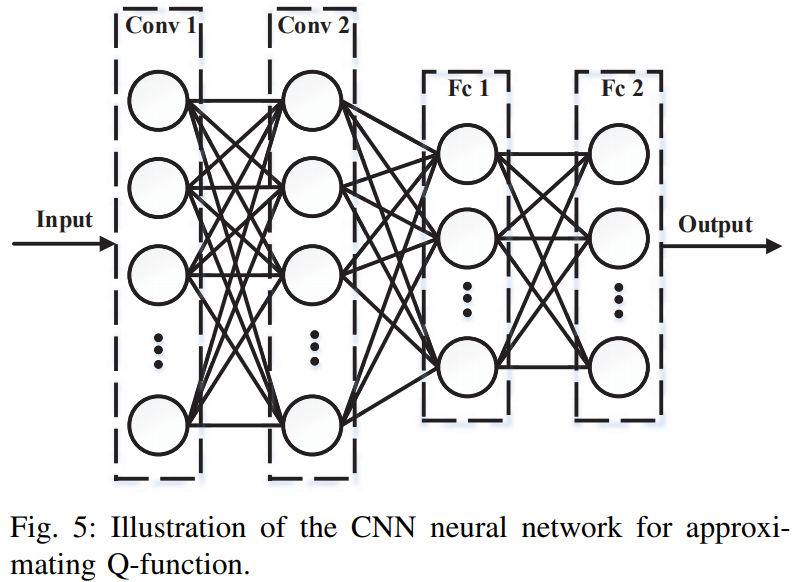 Conv 1
Conv 2
Fc 1
Fc 2
Input
Output
Fig. 5: Illustration of the CNN neural network for approxi-
mating Q-function.